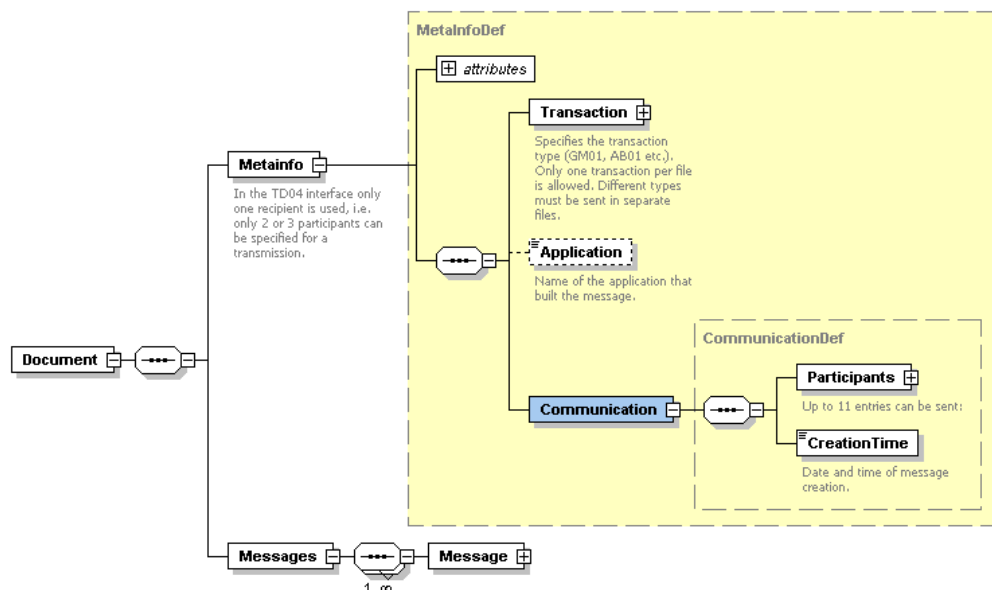 MetaInfoDef
attributes
Transaction
Specifies the transaction
type (GM01, AB01 etc.).
Only one transaction per file
is allowed. Different types
must be sent in separate
files.
Metainfo
In the TD04 interface only
one recipient is used, i.e.
only 2 or 3 participants can
be specified for a
transmission.
Application
Name of the application that
built the message.
CommunicationDef
Document
Participants
Up to 11 entries can be sent:
Communication
CreationTime
Date and time of message
creation.
Messages
Message
1..∞